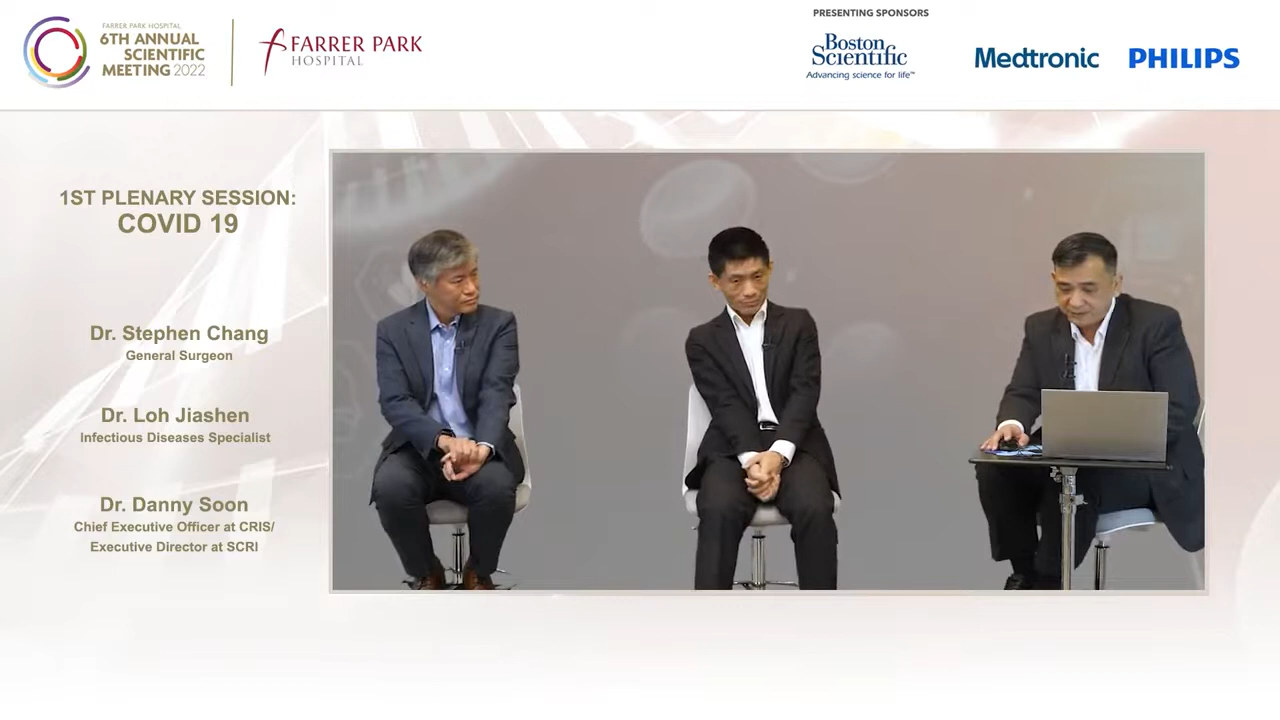 FARRER PARK HOSPITAL
6TH ANNUAL
SCIENTIFIC
MEETING 2022
FARRER PARK
HOSPITAL
PRESENTING SPONSORS
Boston
Scientific
Advancing science for life™
Medtronic
PHILIPS
1ST PLENARY SESSION:
COVID 19
Dr. Stephen Chang
General Surgeon
Dr. Loh Jiashen
Infectious Diseases Specialist
Dr. Danny Soon
Chief Executive Officer at CRIS/
Executive Director at SCRI